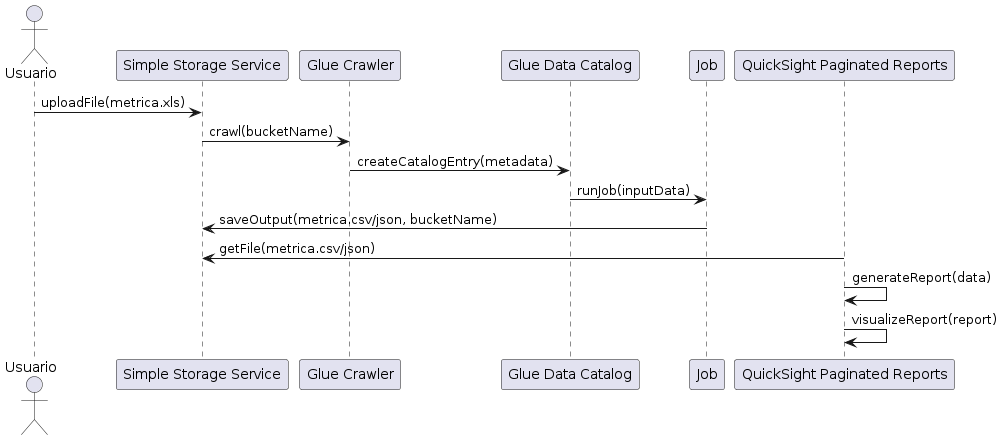 Usuario
Simple Storage Service
Glue Crawler
Glue Data Catalog
Job
QuickSight Paginated Reports
uploadFile(metrica.xls)
crawl(bucketName)
createCatalogEntry(metadata)
runJob(inputData)
saveOutput(metrica.csv/json, bucketName)
getFile(metrica.csv/json)
generateReport(data)
visualizeReport(report)
Usuario
Simple Storage Service
Glue Crawler
Glue Data Catalog
Job
QuickSight Paginated Reports